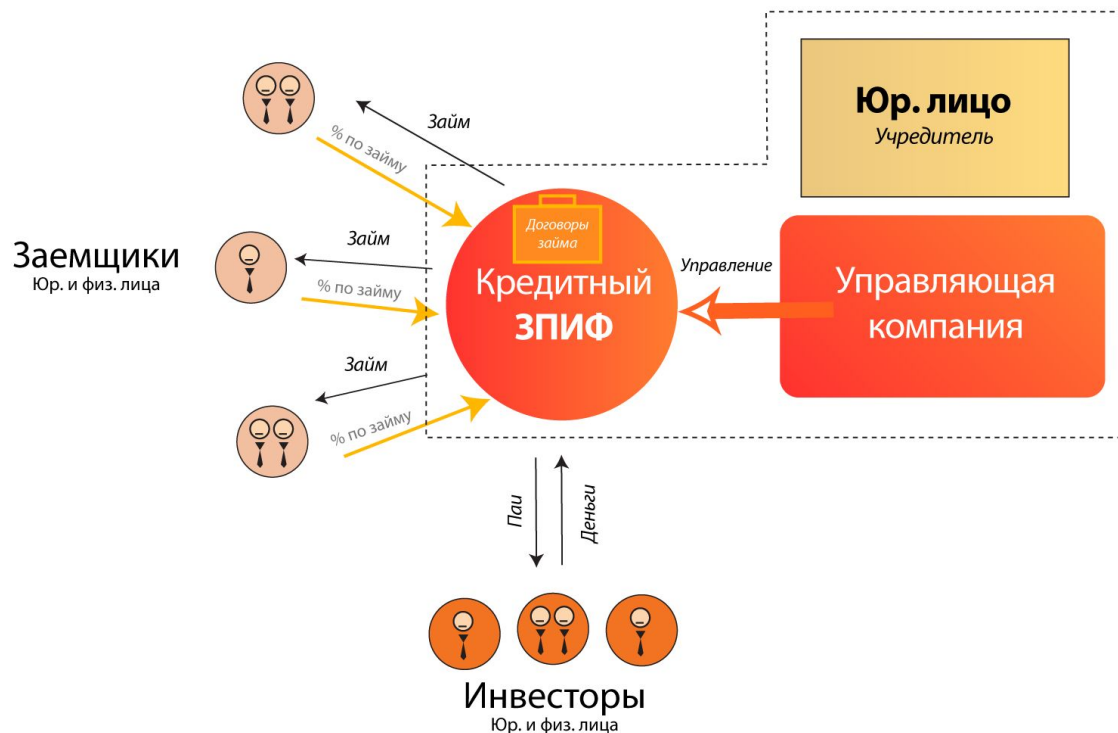 Юр. лицо
Учредитель
Займ
% по займу
Договоры
займа
Заемщики
Юр. и физ. лица
Займ
% по займу
Кредитный
ЗПИФ
Управление
Управляющая
компания
Займ
% по займу
Паи
Деньги
Инвесторы
Юр. и физ. лица